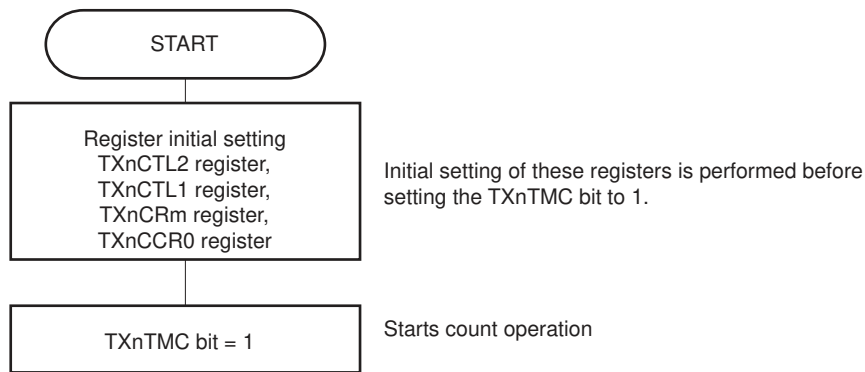 START
Register initial setting
TXnCTL2 register,
TXnCTL1 register,
TXnCRm register,
TXnCCR0 register
Initial setting of these registers is performed before
setting the TXnTMC bit to 1.
TXnTMC bit = 1
Starts count operation